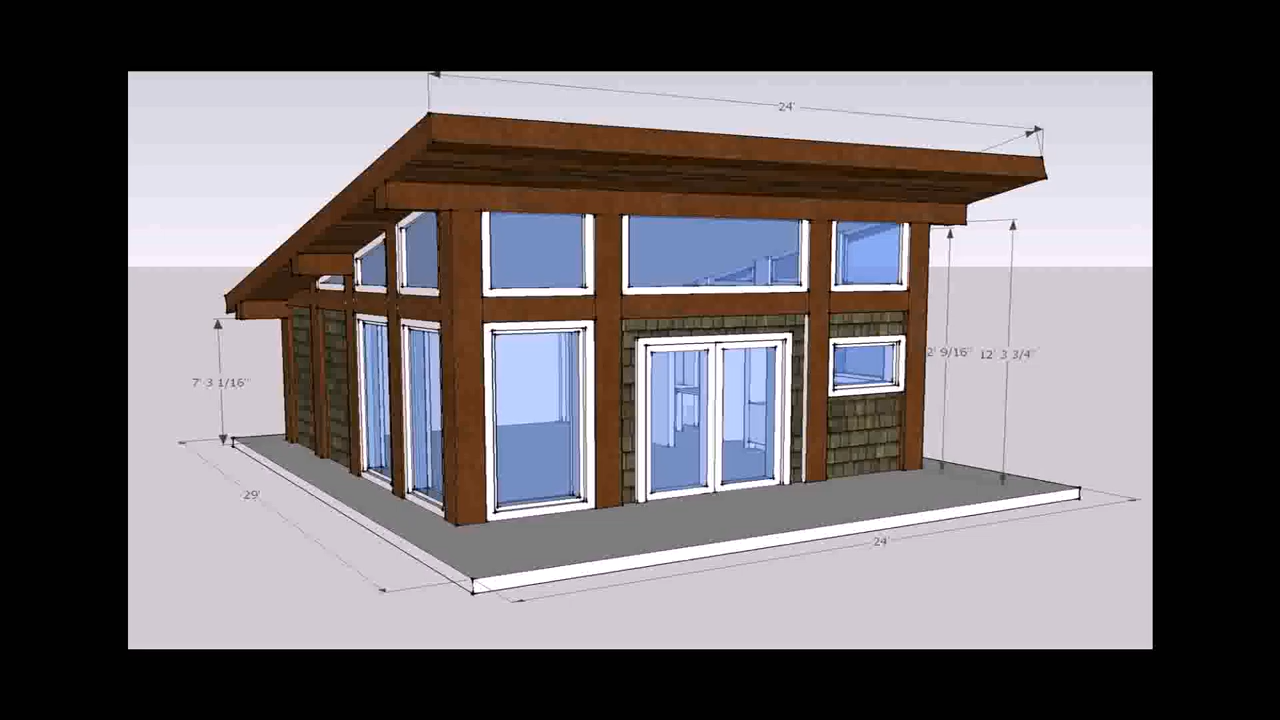 24'
2' 9/16"
12' 3 3/4"
7' 3 1/16"
29'
24'